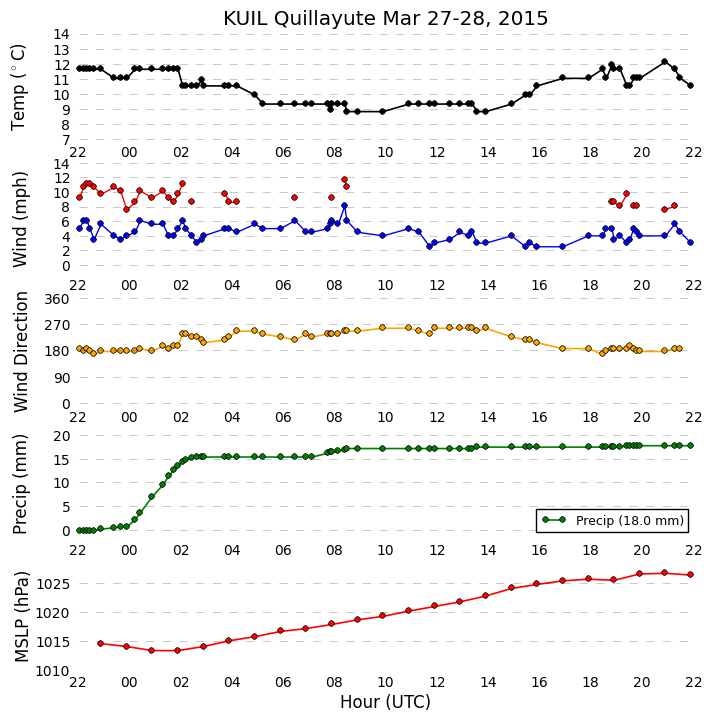 KUIL Quillayute Mar 27-28, 2015
Temp (°C)
14
13
12
11
10
9
8
7
22 00 02 04 06 08 10 12 14 16 18 20 22
Wind (mph)
14
12
10
8
6
4
2
0
22 00 02 04 06 08 10 12 14 16 18 20 22
Wind Direction
360
270
180
90
0
22 00 02 04 06 08 10 12 14 16 18 20 22
Precip (mm)
20
15
10
5
0
Precip (18.0 mm)
22 00 02 04 06 08 10 12 14 16 18 20 22
MSLP (hPa)
1025
1020
1015
1010
22 00 02 04 06 08 10 12 14 16 18 20 22
Hour (UTC)